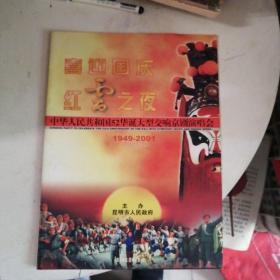 喜迎国庆
红云之夜
中华人民共和国52华诞大型交响京剧演唱会
1949-2001
主办
昆明市人民政府